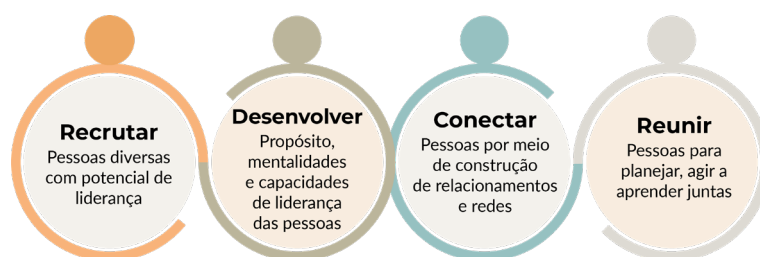 Recrutar
Pessoas diversas
com potencial de
liderança
Desenvolver
Propósito,
mentalidades
e capacidades
de liderança
das pessoas
Conectar
Pessoas por meio
de construção
de relacionamentos
e redes
Reunir
Pessoas para
planejar, agir a
aprender juntas